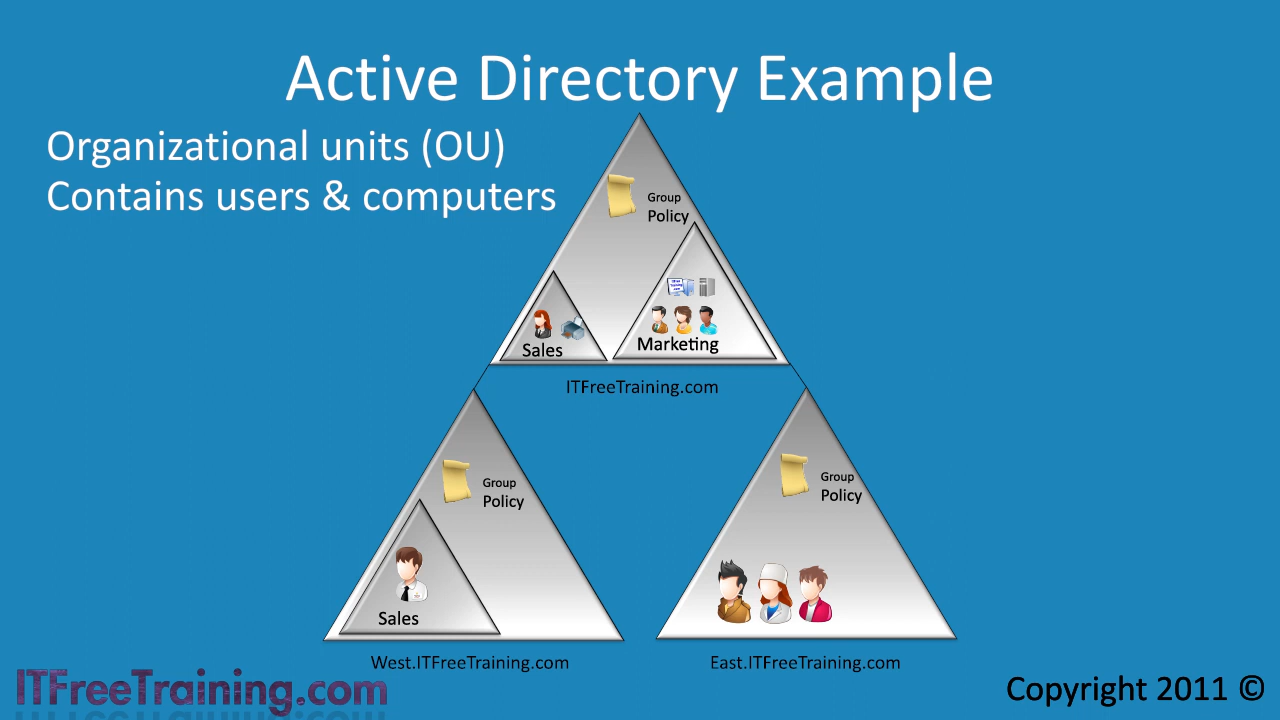 Active Directory Example
Organizational units (OU)
Contains users & computers
Group
Policy
Sales
Marketing
ITFreeTraining.com
Group
Policy
Sales
West.ITFreeTraining.com
Group
Policy
East.ITFreeTraining.com
ITFreeTraining.com
Copyright 2011 ©